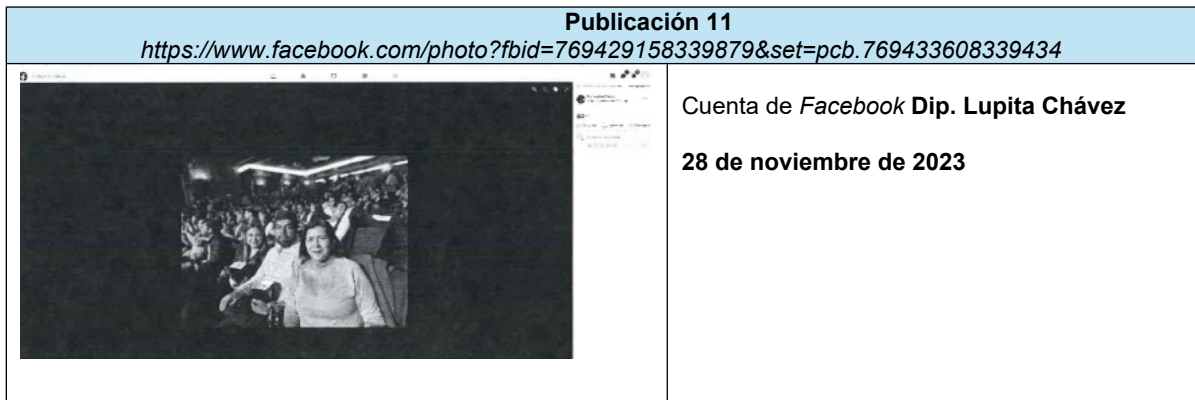 Publicación 11
https://www.facebook.com/photo?fbid=769429158339879&set=pcb.769433608339434
Cuenta de Facebook Dip. Lupita Chávez
28 de noviembre de 2023